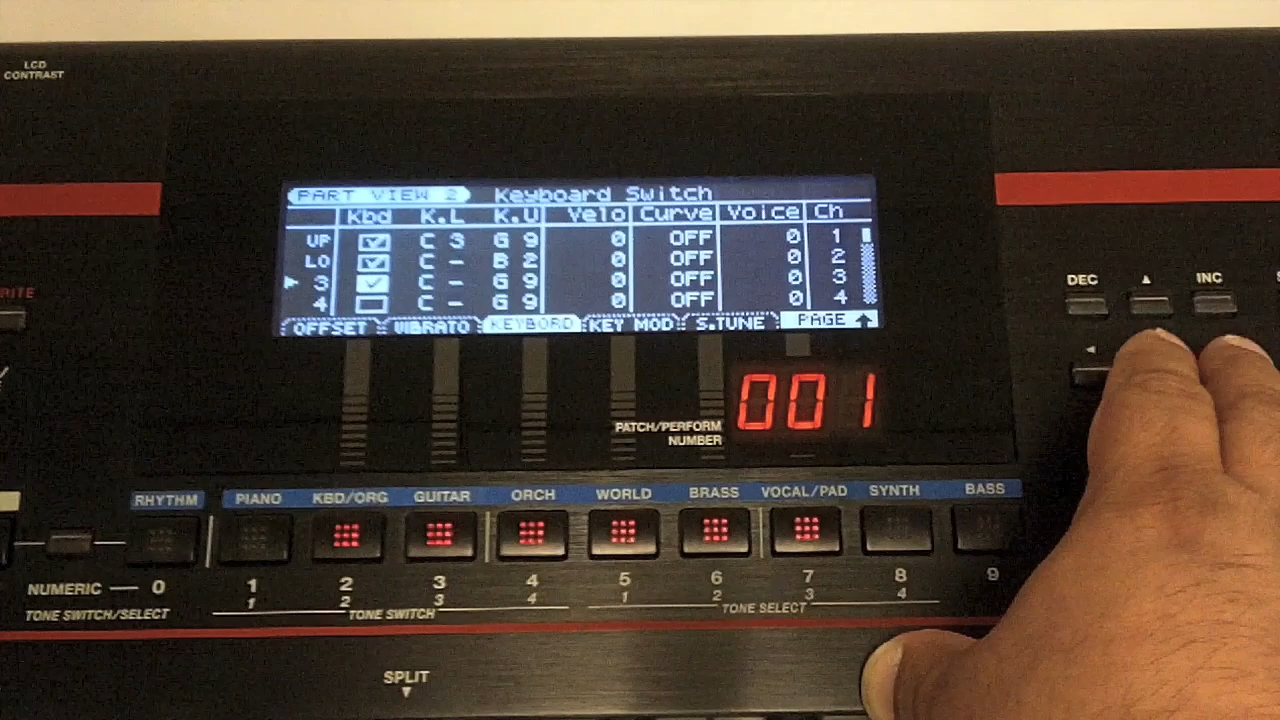 LCD
CONTRAST
PART VIEW 2 Keyboard Switch
Kbd K.L K.U Velo Curve Voice Ch
UP C 3 G 9 0 OFF 0 1
LO C - B 2 0 OFF 0 2
3 C - G 9 0 OFF 0 3
4 C - G 9 0 OFF 0 4
OFFSET VIBRATO KEYBORD KEY MOD S.TUNE PAGE
DEC INC
001
PATCH/PERFORM
NUMBER
RHYTHM PIANO KBD/ORG GUITAR ORCH WORLD BRASS VOCAL/PAD SYNTH BASS
NUMERIC 0 1 2 3 4 5 6 7 8 9
1 2 3 4 1 2 3 4
TONE SWITCH/SELECT TONE SWITCH TONE SELECT
SPLIT